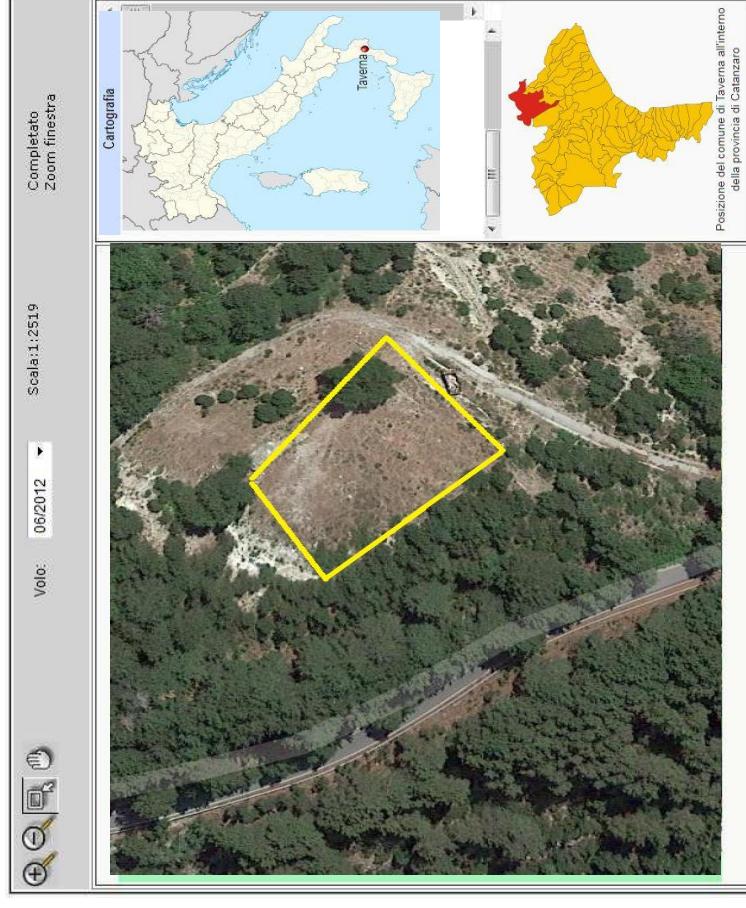 Volo:
06/2012
Scala:1:2519
Completato
Zoom finestra
Cartografia
Taverna
Posizione del comune di Taverna all'interno
della provincia di Catanzaro